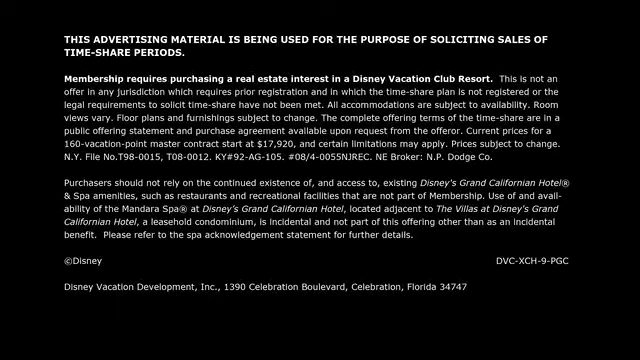 THIS ADVERTISING MATERIAL IS BEING USED FOR THE PURPOSE OF SOLICITING SALES OF
TIME-SHARE PERIODS.
Membership requires purchasing a real estate interest in a Disney Vacation Club Resort.  This is not an
offer in any jurisdiction which requires prior registration and in which the time-share plan is not registered or the
legal requirements to solicit time-share have not been met. All accommodations are subject to availability. Room
views vary. Floor plans and furnishings subject to change. The complete offering terms of the time-share are in a
public offering statement and purchase agreement available upon request from the offeror. Current prices for a
160-vacation-point master contract start at $17,920, and certain limitations may apply. Prices subject to change.
N.Y. File No.T98-0015, T08-0012. KY#92-AG-105. #08/4-0055NJREC. NE Broker: N.P. Dodge Co.
Purchasers should not rely on the continued existence of, and access to, existing Disney's Grand Californian Hotel®
& Spa amenities, such as restaurants and recreational facilities that are not part of Membership. Use of and avail-
ability of the Mandara Spa® at Disney's Grand Californian Hotel, located adjacent to The Villas at Disney's Grand
Californian Hotel, a leasehold condominium, is incidental and not part of this offering other than as an incidental
benefit.  Please refer to the spa acknowledgement statement for further details.
©Disney DVC-XCH-9-PGC
Disney Vacation Development, Inc., 1390 Celebration Boulevard, Celebration, Florida 34747